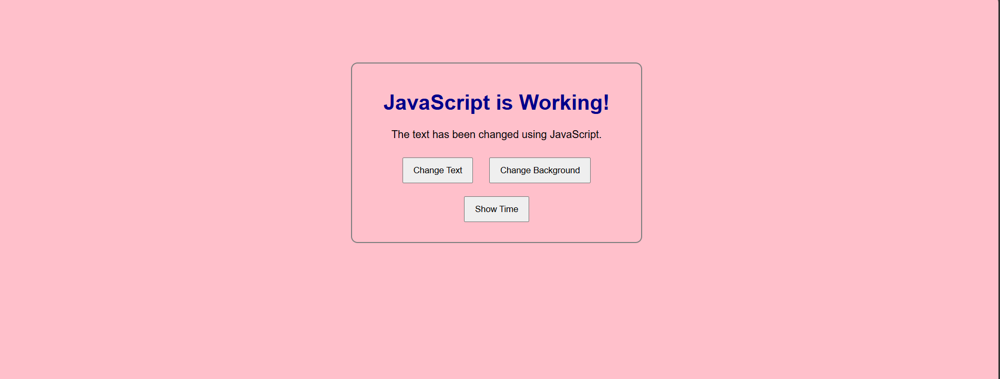 JavaScript is Working!
The text has been changed using JavaScript.
Change Text
Change Background
Show Time